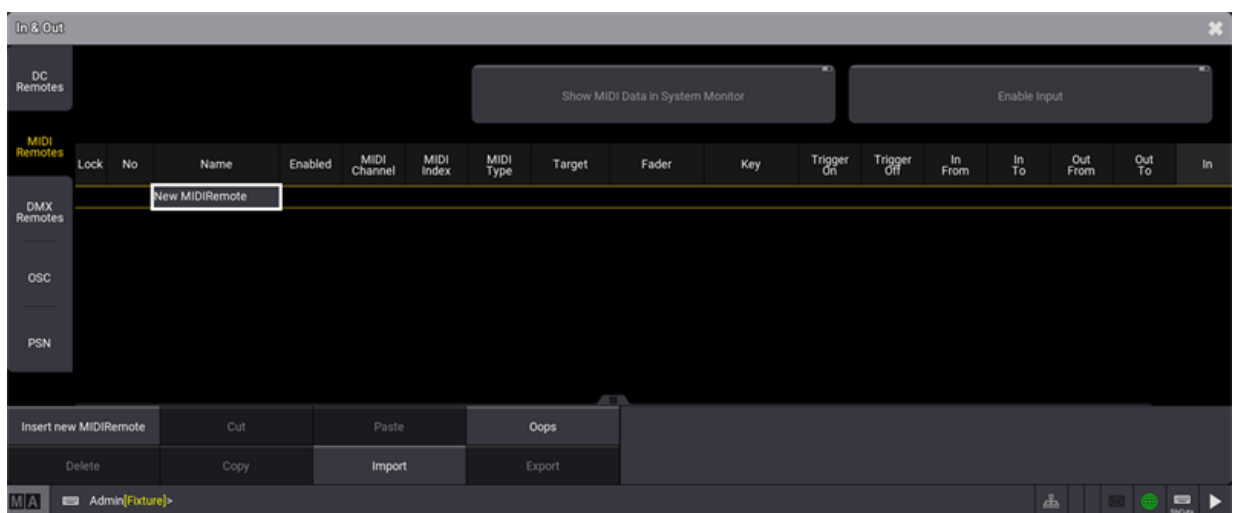 In & Out
DC
Remotes
Show MIDI Data in System Monitor
Enable Input
MIDI
Remotes
Lock No Name Enabled MIDI Channel MIDI Index MIDI Type Target Fader Key Trigger On Trigger Off In From In To Out From Out To In
New MIDIRemote
DMX
Remotes
OSC
PSN
Insert new MIDIRemote Cut Paste Oops
Delete Copy Import Export
MA Admin[Fixture]>